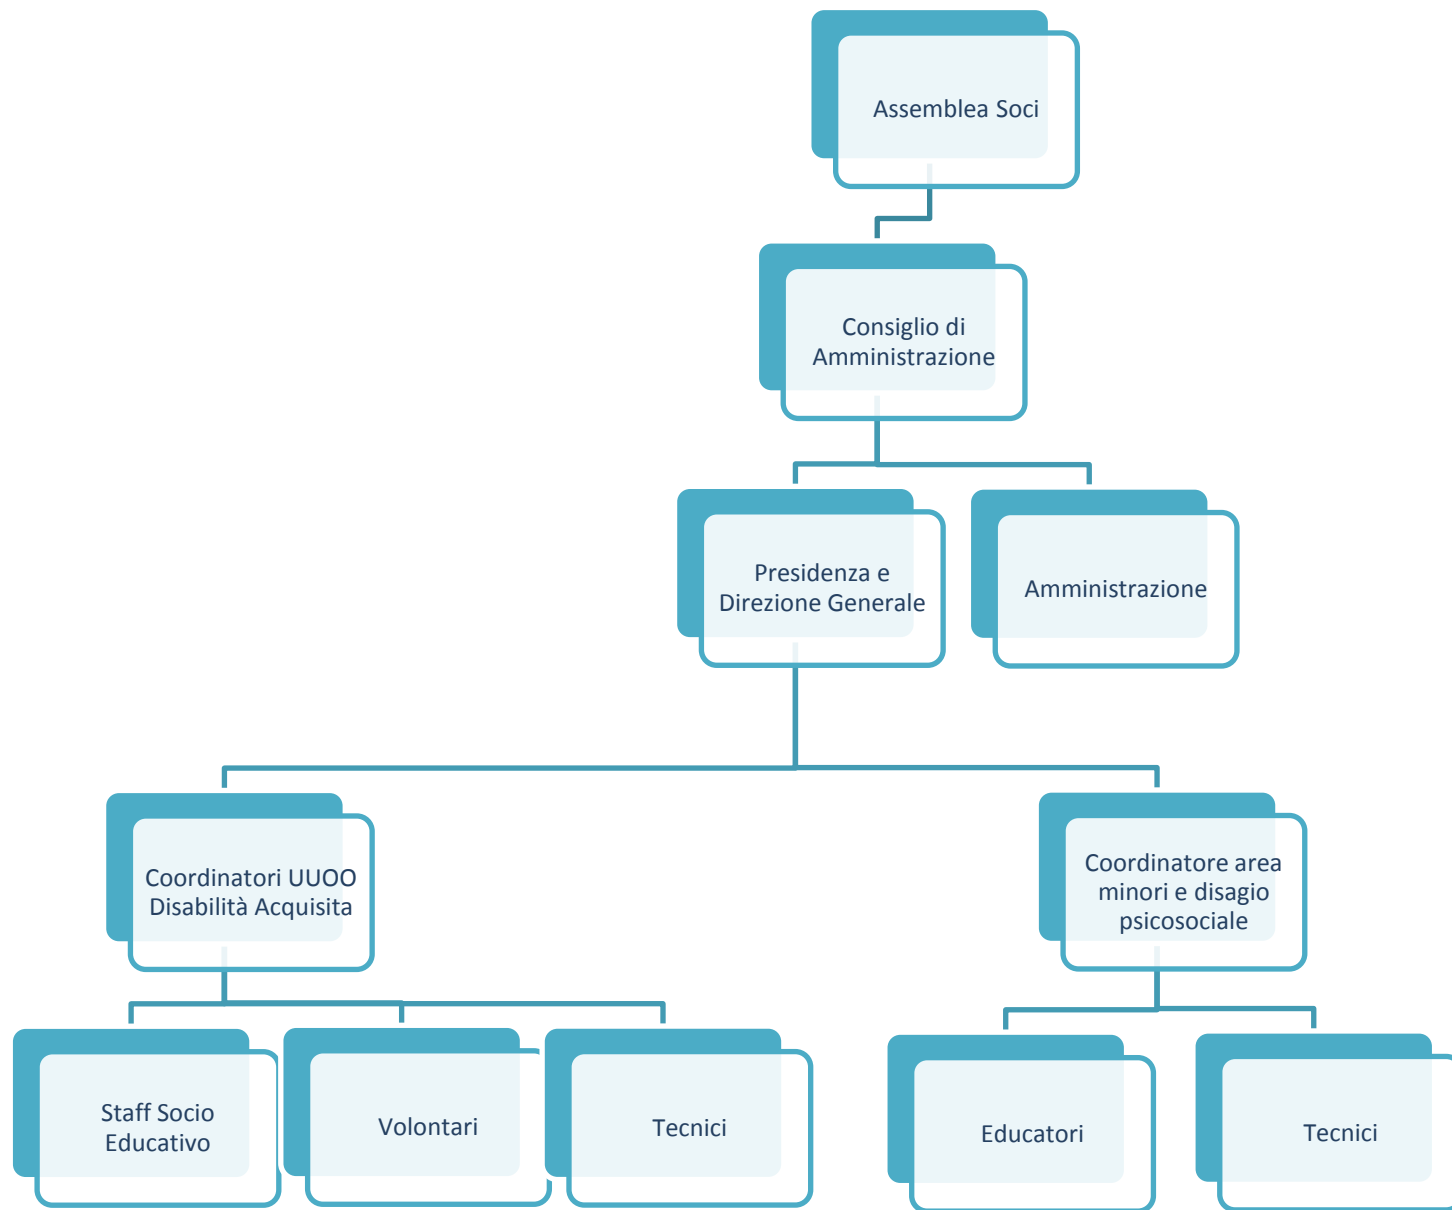 Assemblea Soci
Consiglio di
Amministrazione
Presidenza e
Direzione Generale
Amministrazione
Coordinatori UUOO
Disabilità Acquisita
Coordinatore area
minori e disagio
psicosociale
Staff Socio
Educativo
Volontari
Tecnici
Educatori
Tecnici